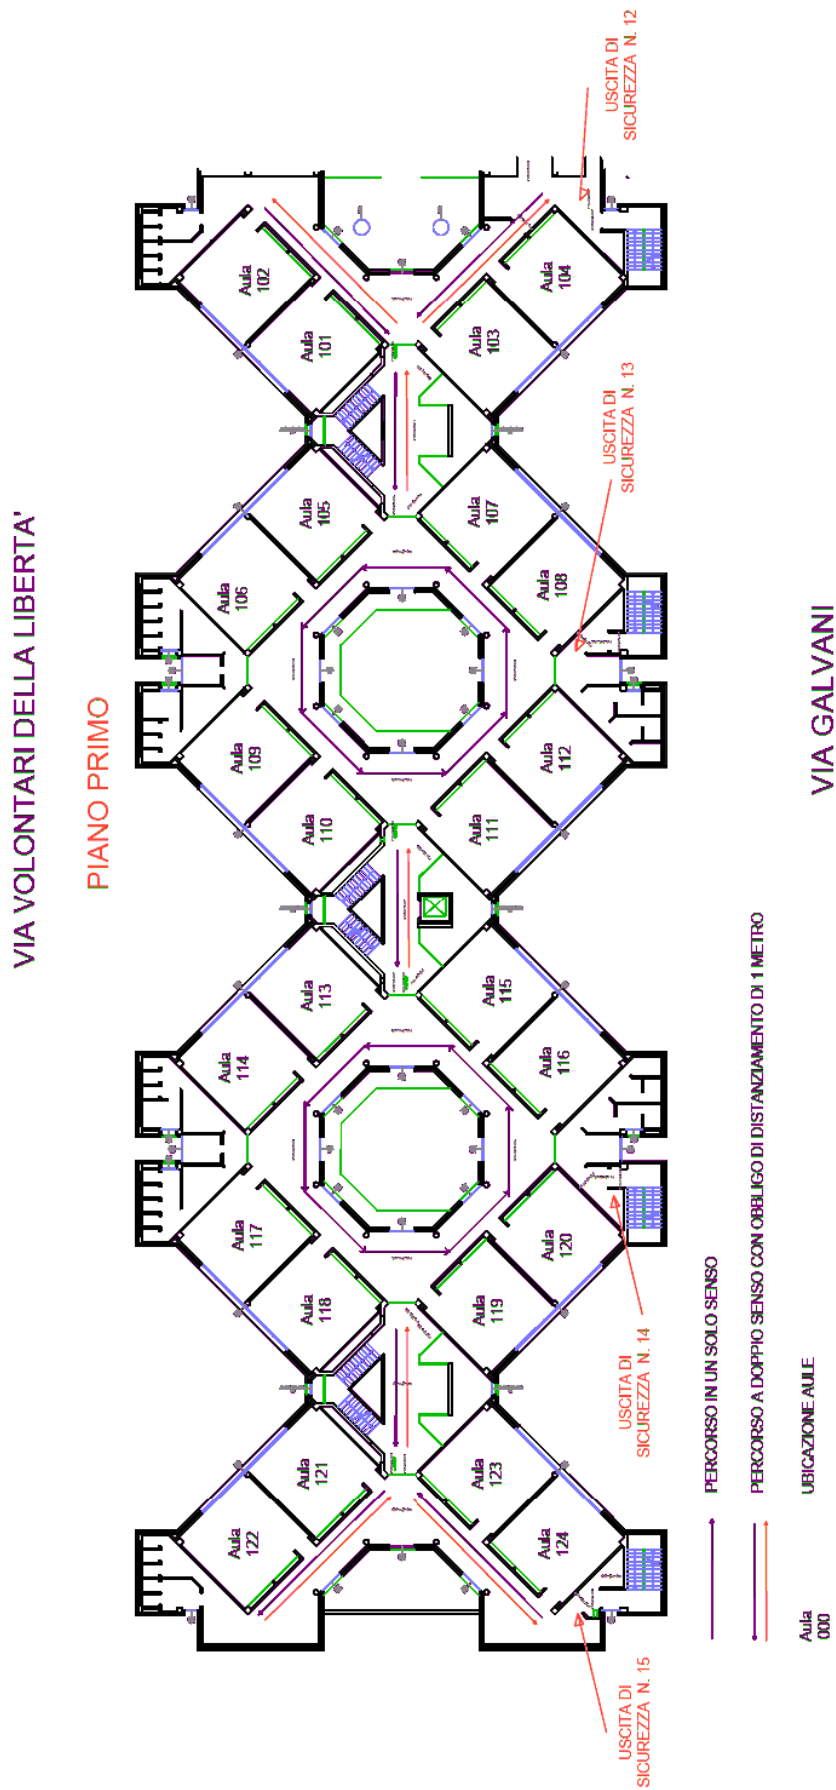 VIA VOLONTARI DELLA LIBERTA'
PIANO PRIMO
USCITA DI
SICUREZZA N. 12
Aula
102
Aula
101
Aula
104
Aula
103
USCITA DI
SICUREZZA N. 13
Aula
105
Aula
106
Aula
107
Aula
108
Aula
109
Aula
110
Aula
112
Aula
111
Aula
113
Aula
114
Aula
115
Aula
116
Aula
117
Aula
118
Aula
120
Aula
119
USCITA DI
SICUREZZA N. 14
Aula
121
Aula
122
Aula
123
Aula
124
USCITA DI
SICUREZZA N. 15
VIA GALVANI
PERCORSO IN UN SOLO SENSO
PERCORSO A DOPPIO SENSO CON OBBLIGO DI DISTANZIAMENTO DI 1 METRO
Aula
000
UBICAZIONE AULE